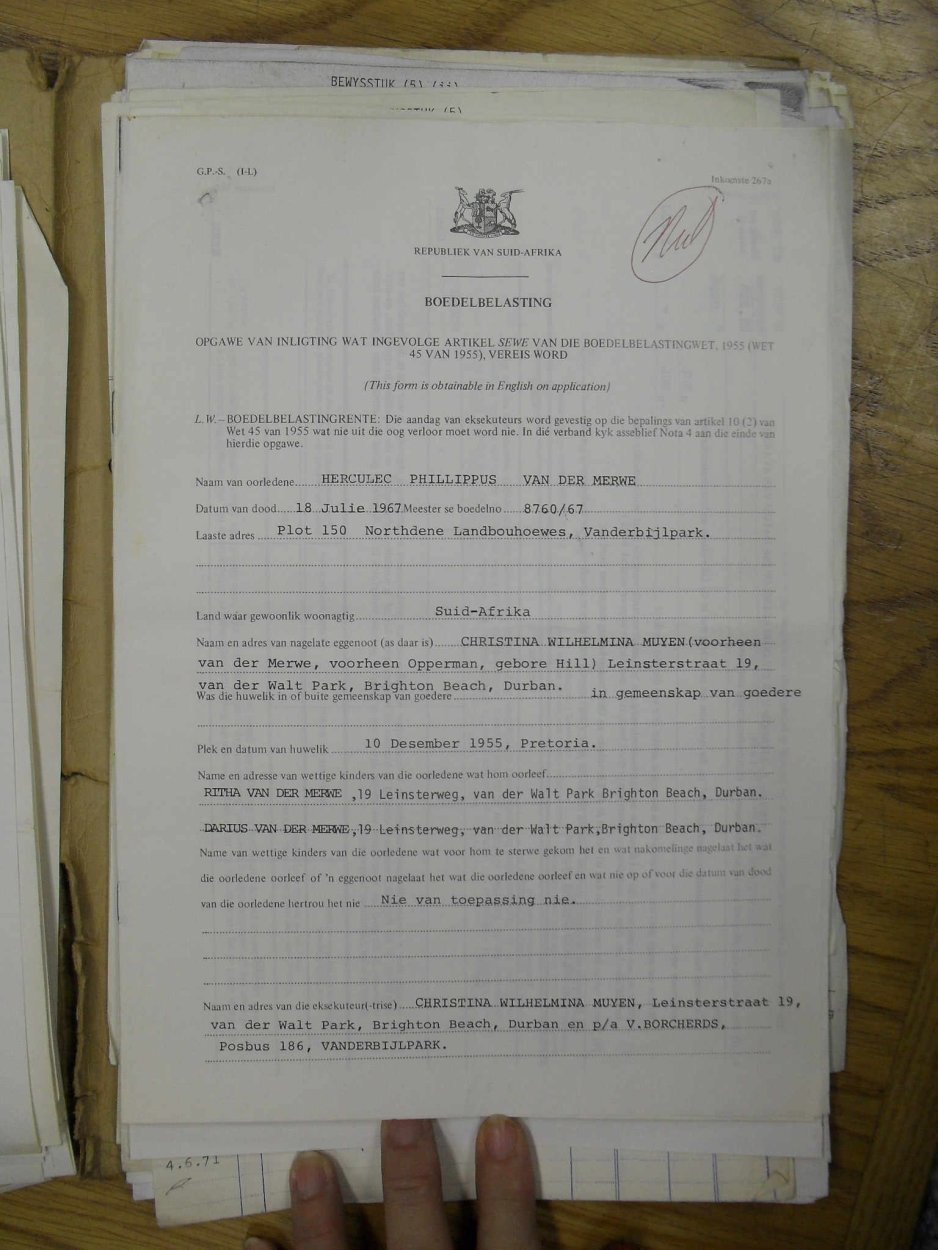 BEWYSSTUK (5) (ii)
G.P.-S. (I-L)
Inkomste 267a
REPUBLIEK VAN SUID-AFRIKA
Nul
BOEDELBELASTING
OPGAWE VAN INLIGTING WAT INGEVOLGE ARTIKEL SEWE VAN DIE BOEDELBELASTINGWET, 1955 (WET
45 VAN 1955), VEREIS WORD
(This form is obtainable in English on application)
L.W.—BOEDELBELASTINGRENTE: Die aandag van eksekuteurs word gevestig op die bepalings van artikel 10 (2) van
Wet 45 van 1955 wat nie uit die oog verloor moet word nie. In dié verband kyk asseblief Nota 4 aan die einde van
hierdie opgawe.
Naam van oorledene HERCULEC PHILLIPPUS VAN DER MERWE
Datum van dood 18 Julie 1967 Meester se boedelno 8760/67
Laaste adres Plot 150 Northdene Landbouhoewes, Vanderbijlpark.
Land waar gewoonlik woonagtig Suid-Afrika
Naam en adres van nagelate eggenoot (as daar is) CHRISTINA WILHELMINA MUYEN (voorheen
van der Merwe, voorheen Opperman, gebore Hill) Leinsterstraat 19,
van der Walt Park, Brighton Beach, Durban.
Was die huwelik in of buite gemeenskap van goedere in gemeenskap van goedere
Plek en datum van huwelik 10 Desember 1955, Pretoria.
Name en adresse van wettige kinders van die oorledene wat hom oorleef
RITHA VAN DER MERWE ,19 Leinsterweg, van der Walt Park Brighton Beach, Durban.
DARIUS VAN DER MERWE,19 Leinsterweg, van der Walt Park,Brighton Beach, Durban.
Name van wettige kinders van die oorledene wat voor hom te sterwe gekom het en wat nakomelinge nagelaat het wat
die oorledene oorleef of 'n eggenoot nagelaat het wat die oorledene oorleef en wat nie op of voor die datum van dood
van die oorledene hertrou het nie Nie van toepassing nie.
Naam en adres van die eksekuteur(-trise) CHRISTINA WILHELMINA MUYEN, Leinsterstraat 19,
van der Walt Park, Brighton Beach, Durban en p/a V.BORCHERDS,
Posbus 186, VANDERBIJLPARK.
4.6.71